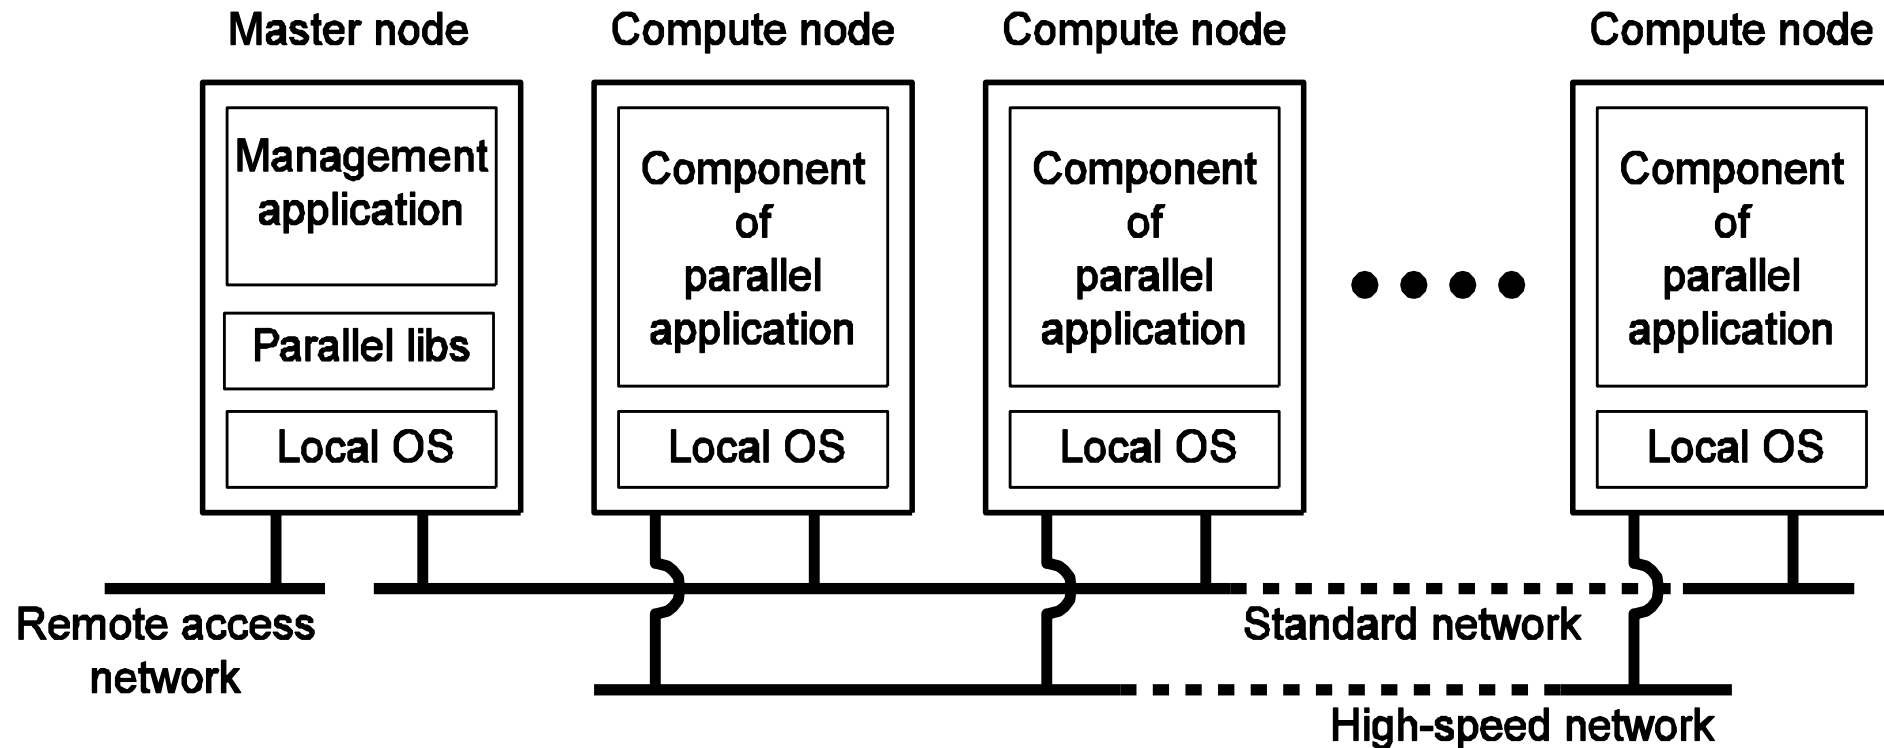 Master node
Compute node
Compute node
Compute node
Management
application
Parallel libs
Local OS
Component
of
parallel
application
Local OS
Component
of
parallel
application
Local OS
Component
of
parallel
application
Local OS
Remote access
network
Standard network
High-speed network